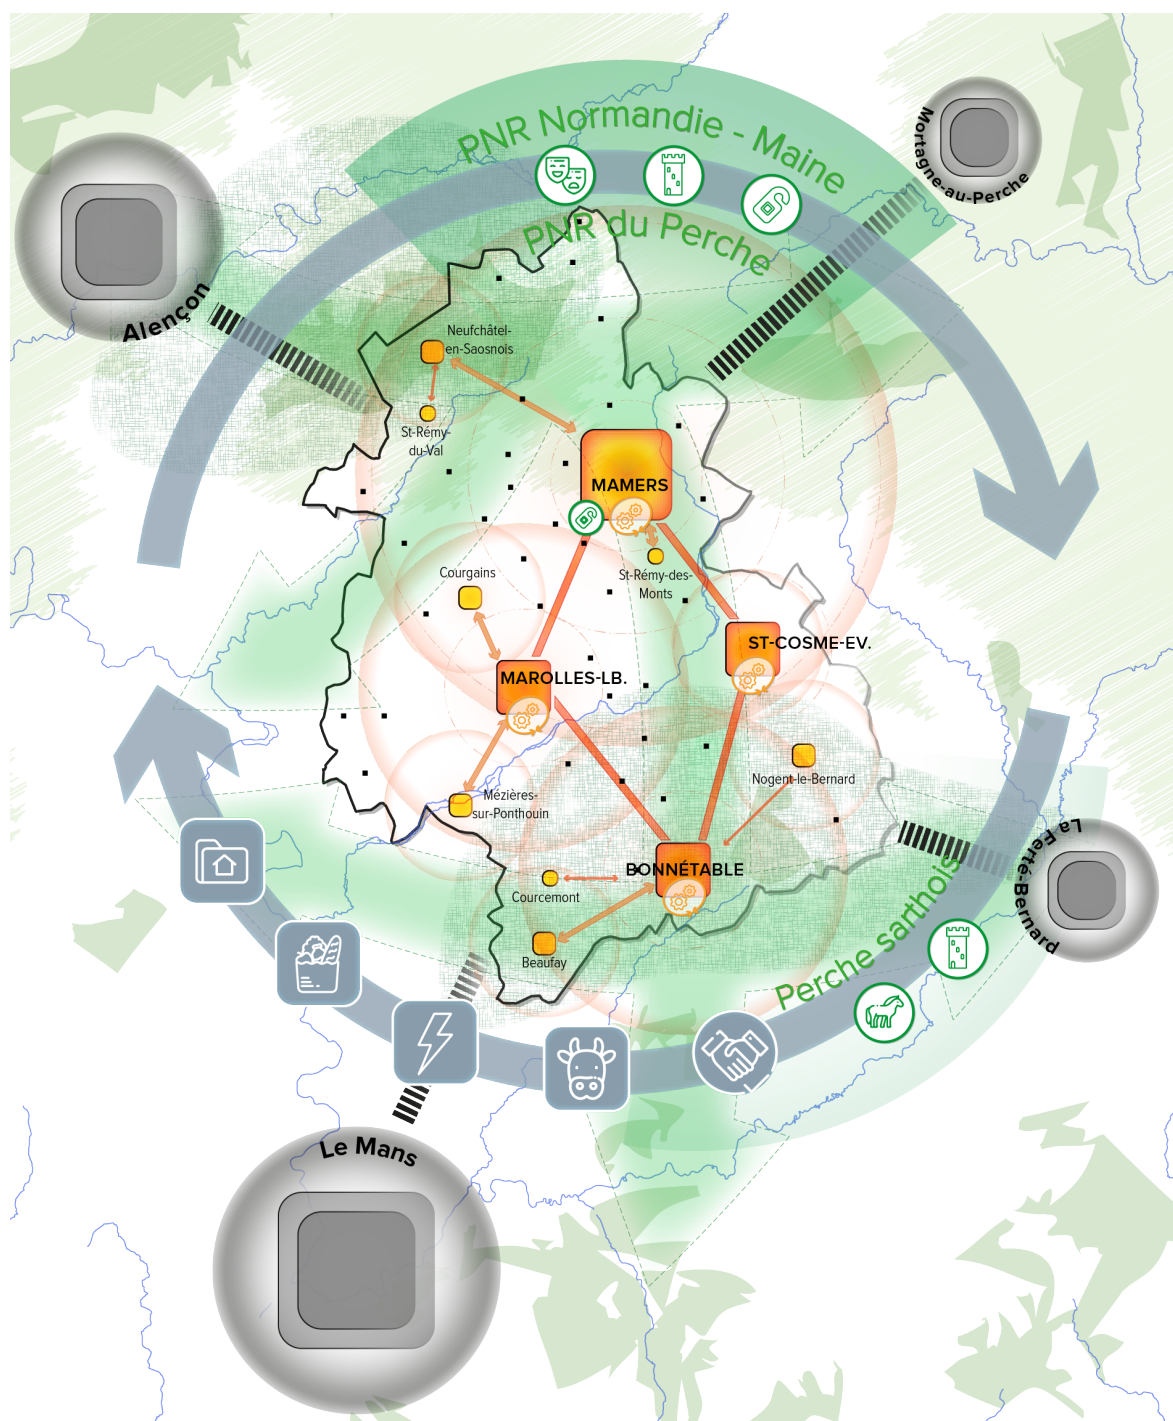 PNR Normandie - Maine
Mortagne-au-Perche
PNR du Perche
Alençon
Neufchâtel-
en-Saosnois
St-Rémy-
du-Val
MAMERS
Courgains
St-Rémy-des-
Monts
ST-COSME-EV.
MAROLLES-LB.
Nogent-le-Bernard
Mézières-
sur-Ponthouin
La Ferté-Bernard
BONNÉTABLE
Courcemont
Perche sarthois
Beaufay
Le Mans